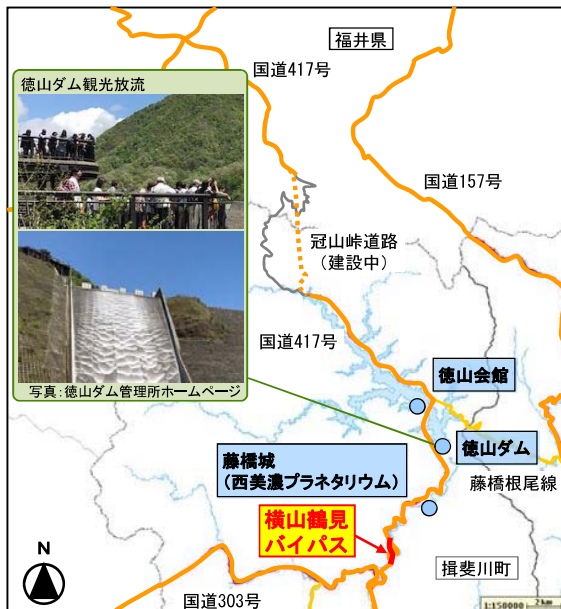 福井県
国道417号
徳山ダム観光放流
国道157号
冠山峠道路
(建設中)
国道417号
写真:徳山ダム管理所ホームページ
徳山会館
徳山ダム
藤橋城
(西美濃プラネタリウム)
藤橋根尾線
横山鶴見
バイパス
N
揖斐川町
国道303号
1:150000 2km